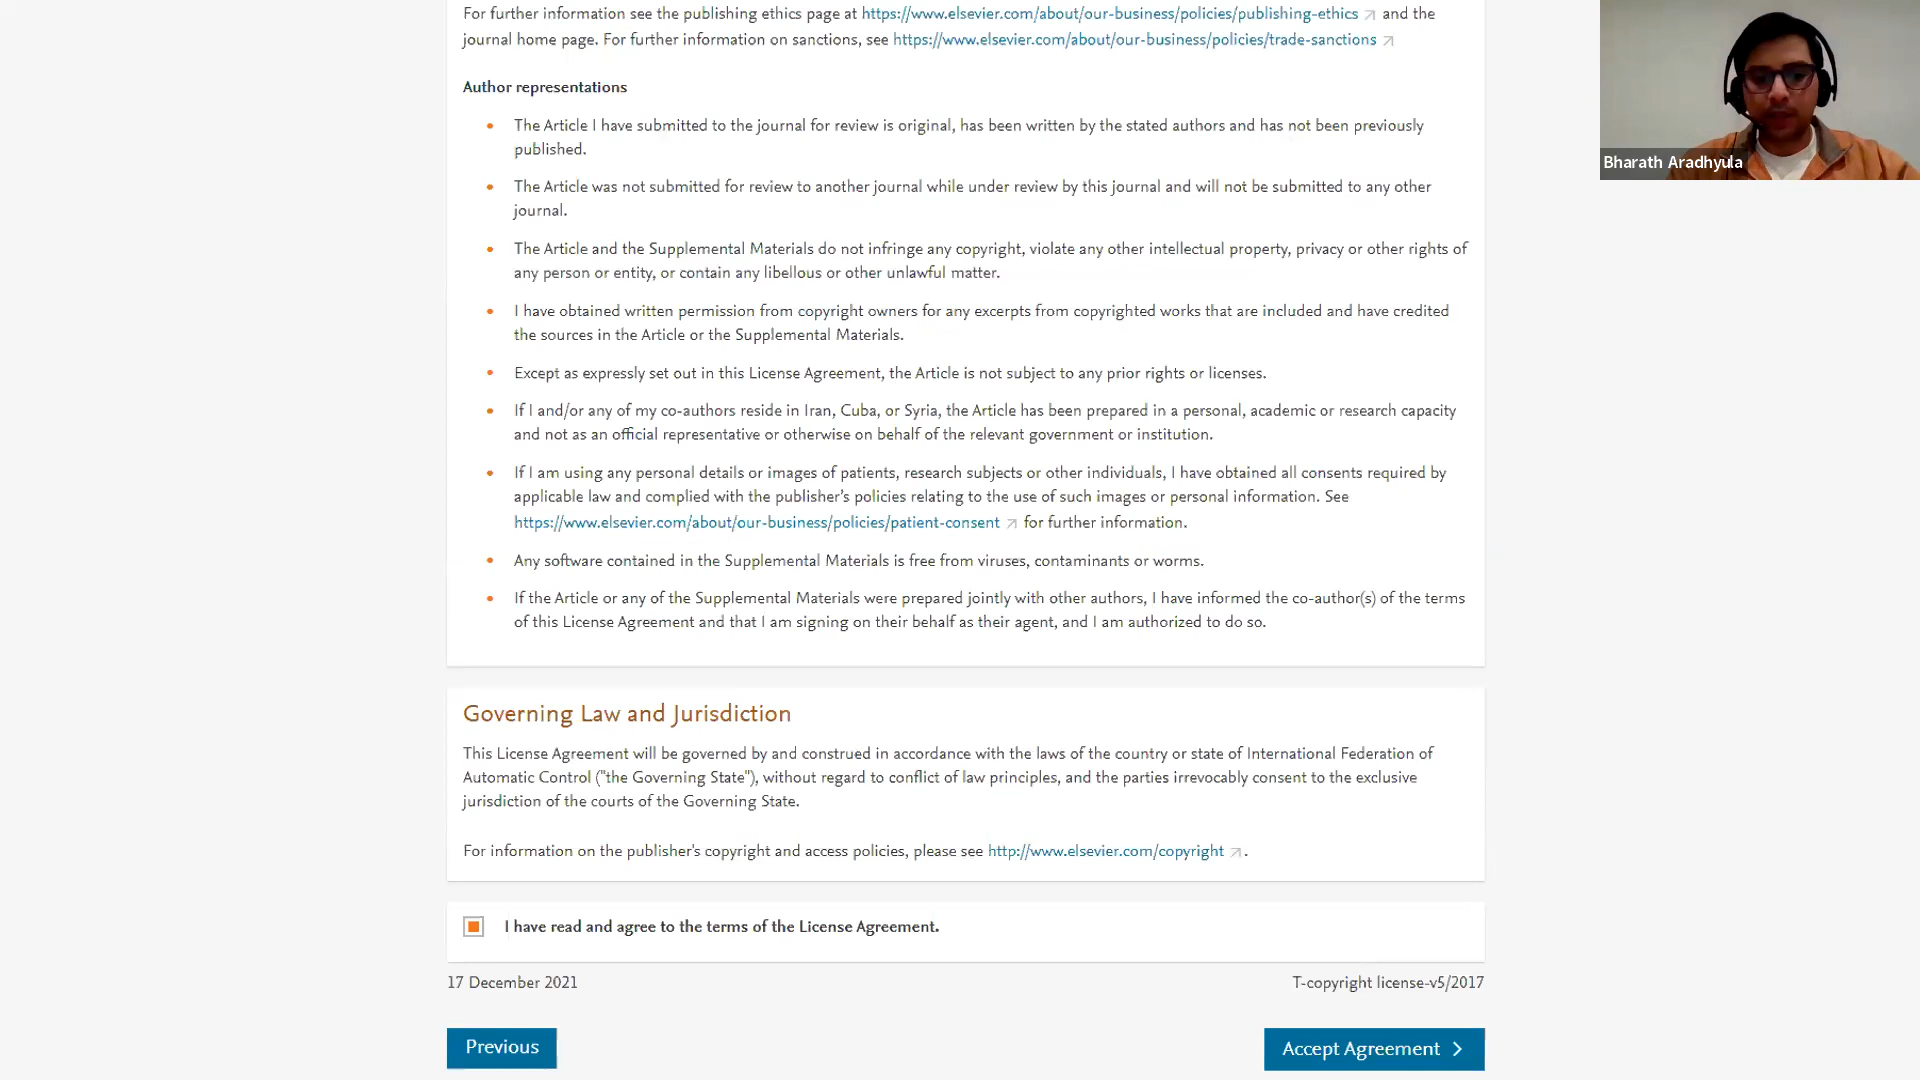 For further information see the publishing ethics page at https://www.elsevier.com/about/our-business/policies/publishing-ethics and the
journal home page. For further information on sanctions, see https://www.elsevier.com/about/our-business/policies/trade-sanctions
Author representations
• The Article I have submitted to the journal for review is original, has been written by the stated authors and has not been previously
published.
• The Article was not submitted for review to another journal while under review by this journal and will not be submitted to any other
journal.
• The Article and the Supplemental Materials do not infringe any copyright, violate any other intellectual property, privacy or other rights of
any person or entity, or contain any libellous or other unlawful matter.
• I have obtained written permission from copyright owners for any excerpts from copyrighted works that are included and have credited
the sources in the Article or the Supplemental Materials.
• Except as expressly set out in this License Agreement, the Article is not subject to any prior rights or licenses.
• If I and/or any of my co-authors reside in Iran, Cuba, or Syria, the Article has been prepared in a personal, academic or research capacity
and not as an official representative or otherwise on behalf of the relevant government or institution.
• If I am using any personal details or images of patients, research subjects or other individuals, I have obtained all consents required by
applicable law and complied with the publisher's policies relating to the use of such images or personal information. See
https://www.elsevier.com/about/our-business/policies/patient-consent for further information.
• Any software contained in the Supplemental Materials is free from viruses, contaminants or worms.
• If the Article or any of the Supplemental Materials were prepared jointly with other authors, I have informed the co-author(s) of the terms
of this License Agreement and that I am signing on their behalf as their agent, and I am authorized to do so.
Governing Law and Jurisdiction
This License Agreement will be governed by and construed in accordance with the laws of the country or state of International Federation of
Automatic Control ("the Governing State"), without regard to conflict of law principles, and the parties irrevocably consent to the exclusive
jurisdiction of the courts of the Governing State.
For information on the publisher's copyright and access policies, please see http://www.elsevier.com/copyright .
I have read and agree to the terms of the License Agreement.
17 December 2021
T-copyright license-v5/2017
Previous
Accept Agreement
Bharath Aradhyula